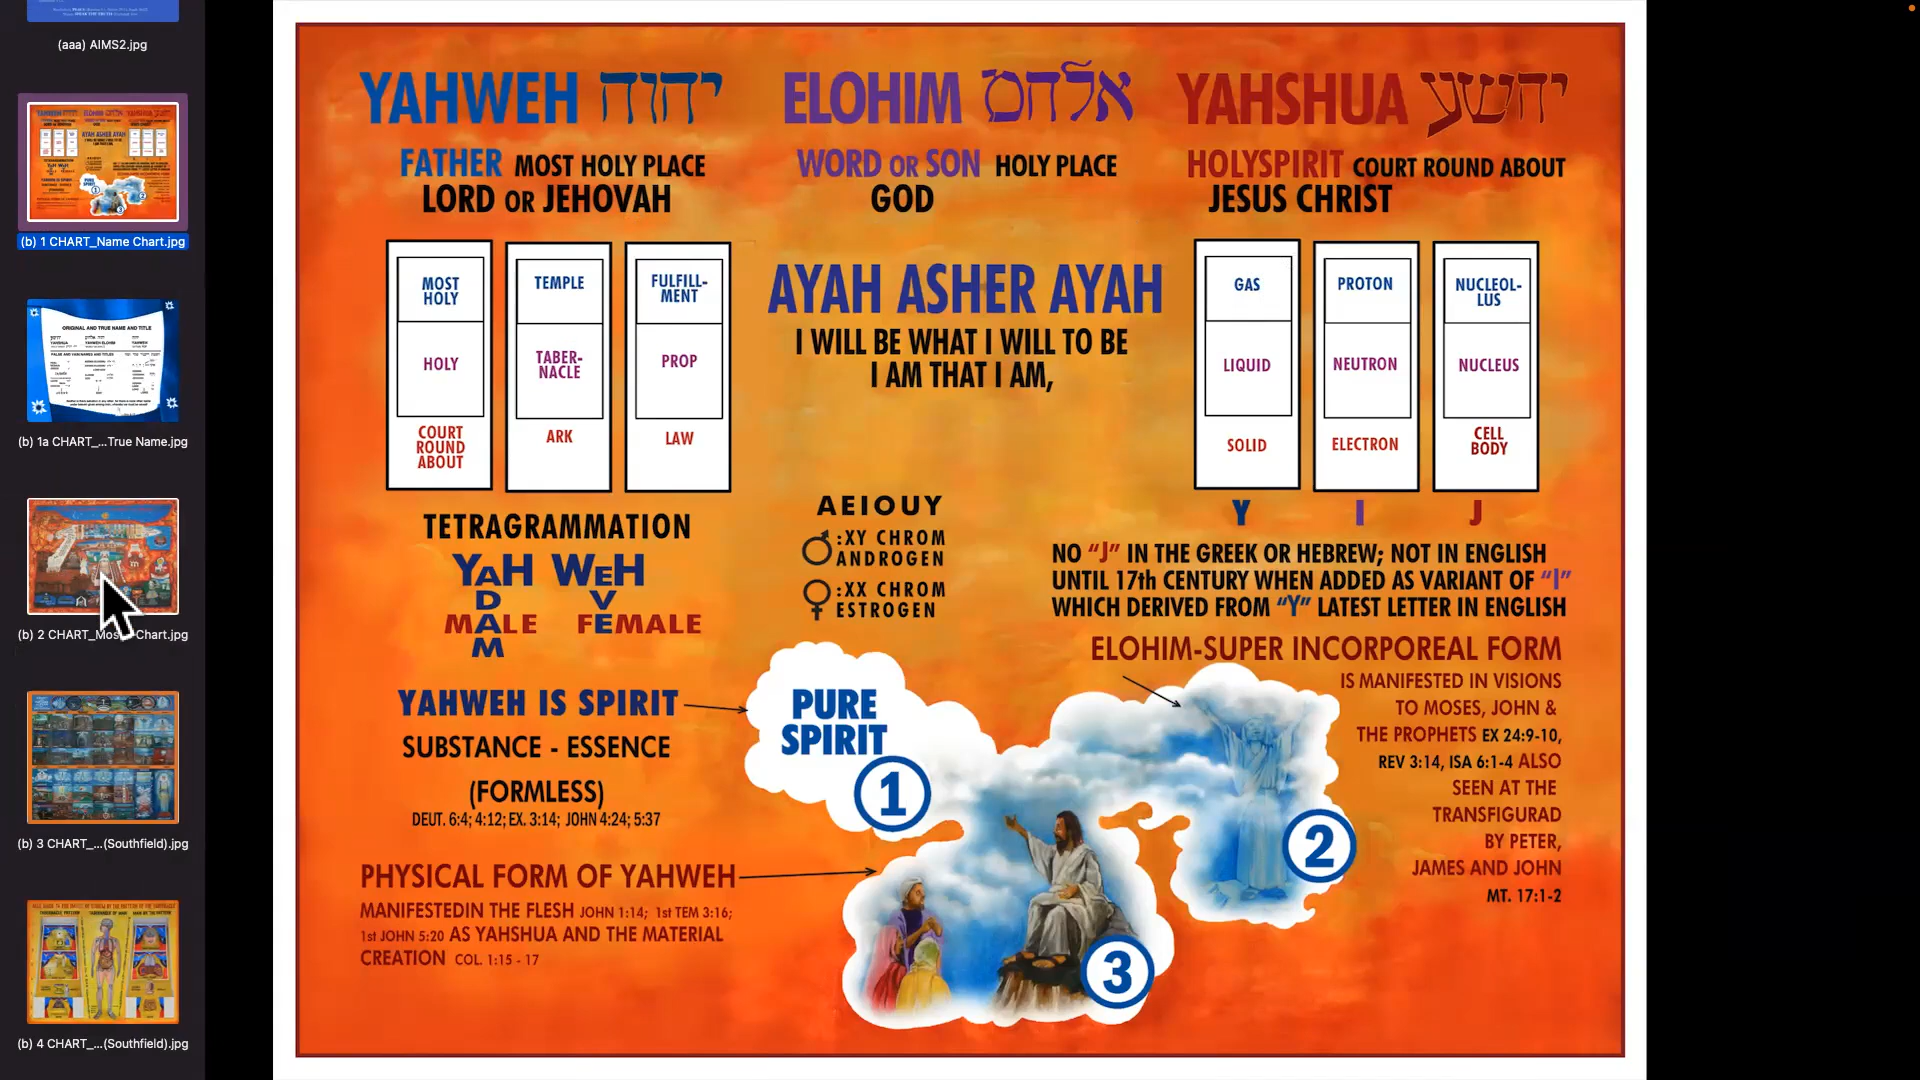 (aaa) AIMS2.jpg
(b) 1 CHART_Name Chart.jpg
(b) 1a CHART_...True Name.jpg
ORIGINAL AND TRUE NAME AND TITLE
(b) 2 CHART_Mos Chart.jpg
(b) 3 CHART_...(Southfield).jpg
(b) 4 CHART_...(Southfield).jpg
YAHWEH יהוה
FATHER MOST HOLY PLACE
LORD OR JEHOVAH
ELOHIM אלהם
WORD OR SON HOLY PLACE
GOD
YAHSHUA יהשע
HOLYSPIRIT COURT ROUND ABOUT
JESUS CHRIST
MOST
HOLY
HOLY
COURT
ROUND
ABOUT
TEMPLE
TABER-
NACLE
ARK
FULFILL-
MENT
PROP
LAW
AYAH ASHER AYAH
I WILL BE WHAT I WILL TO BE
I AM THAT I AM,
GAS
LIQUID
SOLID
PROTON
NEUTRON
ELECTRON
NUCLEOL-
LUS
NUCLEUS
CELL
BODY
Y I J
TETRAGRAMMATION
YAH WEH
D V
MALE FEMALE
M
AEIOUY
♂:XY CHROM
ANDROGEN
♀:XX CHROM
ESTROGEN
NO "J" IN THE GREEK OR HEBREW; NOT IN ENGLISH
UNTIL 17th CENTURY WHEN ADDED AS VARIANT OF "I"
WHICH DERIVED FROM "Y" LATEST LETTER IN ENGLISH
YAHWEH IS SPIRIT
SUBSTANCE - ESSENCE
(FORMLESS)
DEUT. 6:4; 4:12; EX. 3:14; JOHN 4:24; 5:37
PURE
SPIRIT
1
ELOHIM-SUPER INCORPOREAL FORM
IS MANIFESTED IN VISIONS
TO MOSES, JOHN &
THE PROPHETS EX 24:9-10,
REV 3:14, ISA 6:1-4 ALSO
SEEN AT THE
TRANSFIGURAD
BY PETER,
JAMES AND JOHN
MT. 17:1-2
2
PHYSICAL FORM OF YAHWEH
MANIFESTEDIN THE FLESH JOHN 1:14; 1st TEM 3:16;
1st JOHN 5:20 AS YAHSHUA AND THE MATERIAL
CREATION COL. 1:15 - 17
3